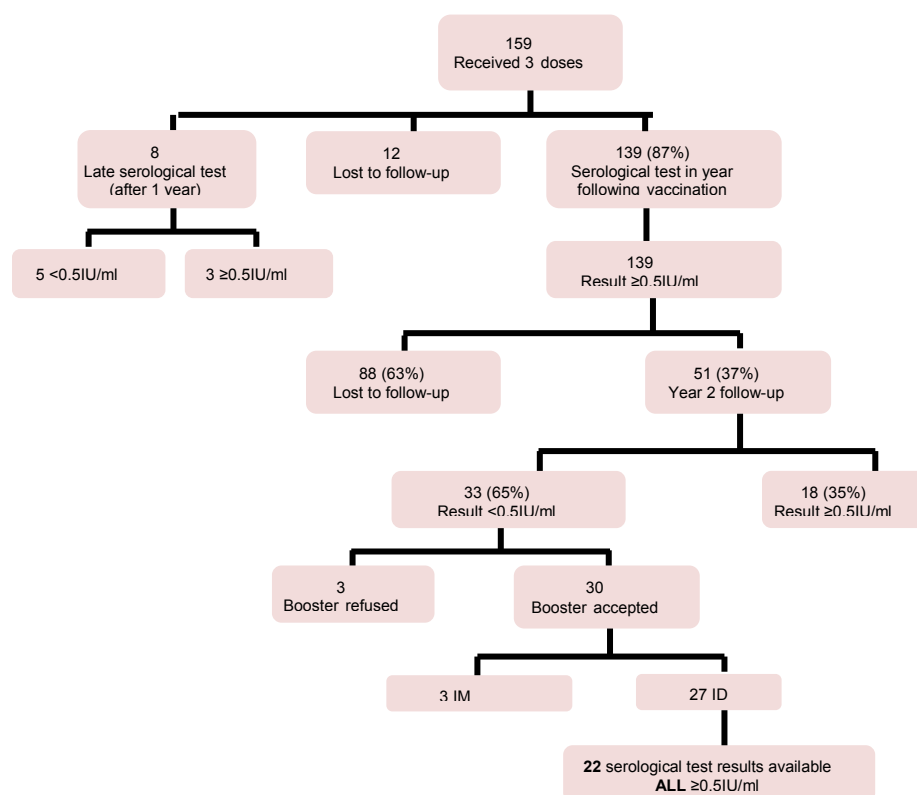 159
Received 3 doses
8
Late serological test
(after 1 year)
12
Lost to follow-up
139 (87%)
Serological test in year
following vaccination
5 <0.5IU/ml
3 ≥0.5IU/ml
139
Result ≥0.5IU/ml
88 (63%)
Lost to follow-up
51 (37%)
Year 2 follow-up
33 (65%)
Result <0.5IU/ml
18 (35%)
Result ≥0.5IU/ml
3
Booster refused
30
Booster accepted
3 IM
27 ID
22 serological test results available
ALL ≥0.5IU/ml